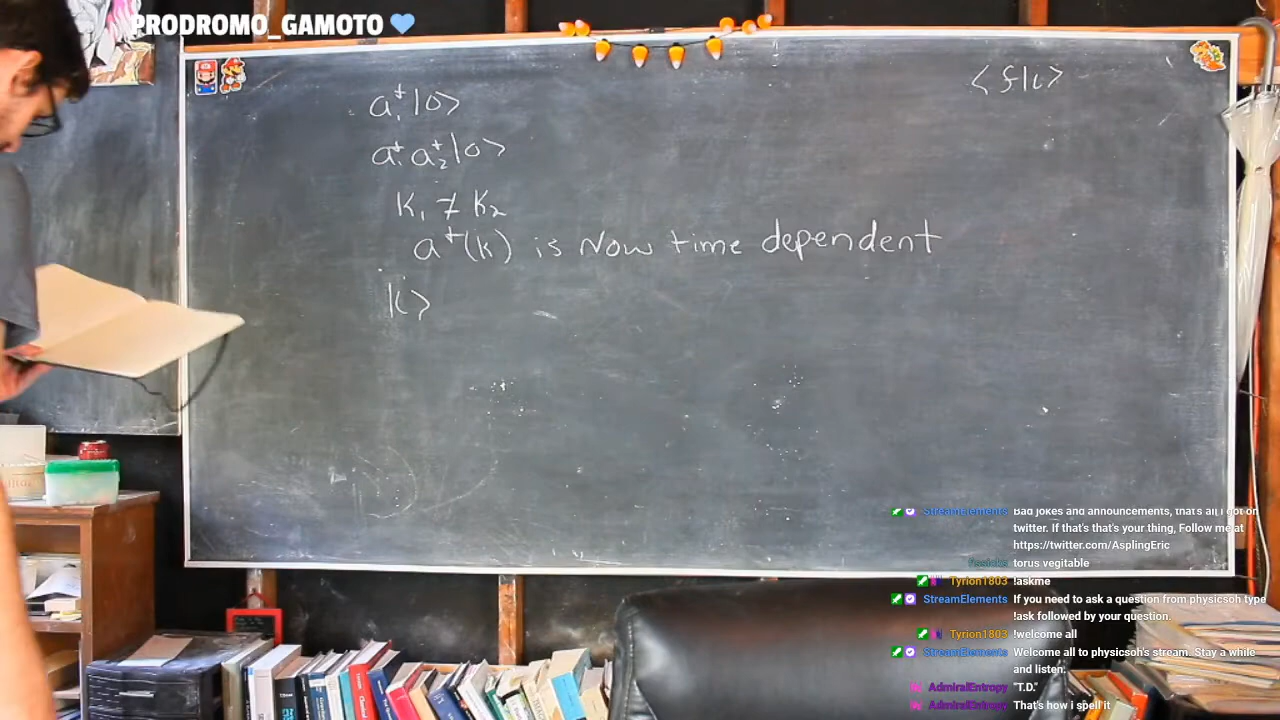 PRODROMO_GAMOTO
a₁⁺|0>
a₁⁺ a₂⁺|0>
K₁ ≠ K₂
a⁺(k) is Now time dependent
|i>
<f|i>
StreamElements Bad jokes and announcements, that's all I got on
twitter. If that's that's your thing, Follow me at
https://twitter.com/AsplingEric
torus vegitable
Tyrion1803 !askme
StreamElements If you need to ask a question from physicsoh type
!ask followed by your question.
Tyrion1803 !welcome all
StreamElements Welcome all to physicsoh's stream. Stay a while
and listen.
AdmiralEntropy "T.D."
AdmiralEntropy That's how i spell it